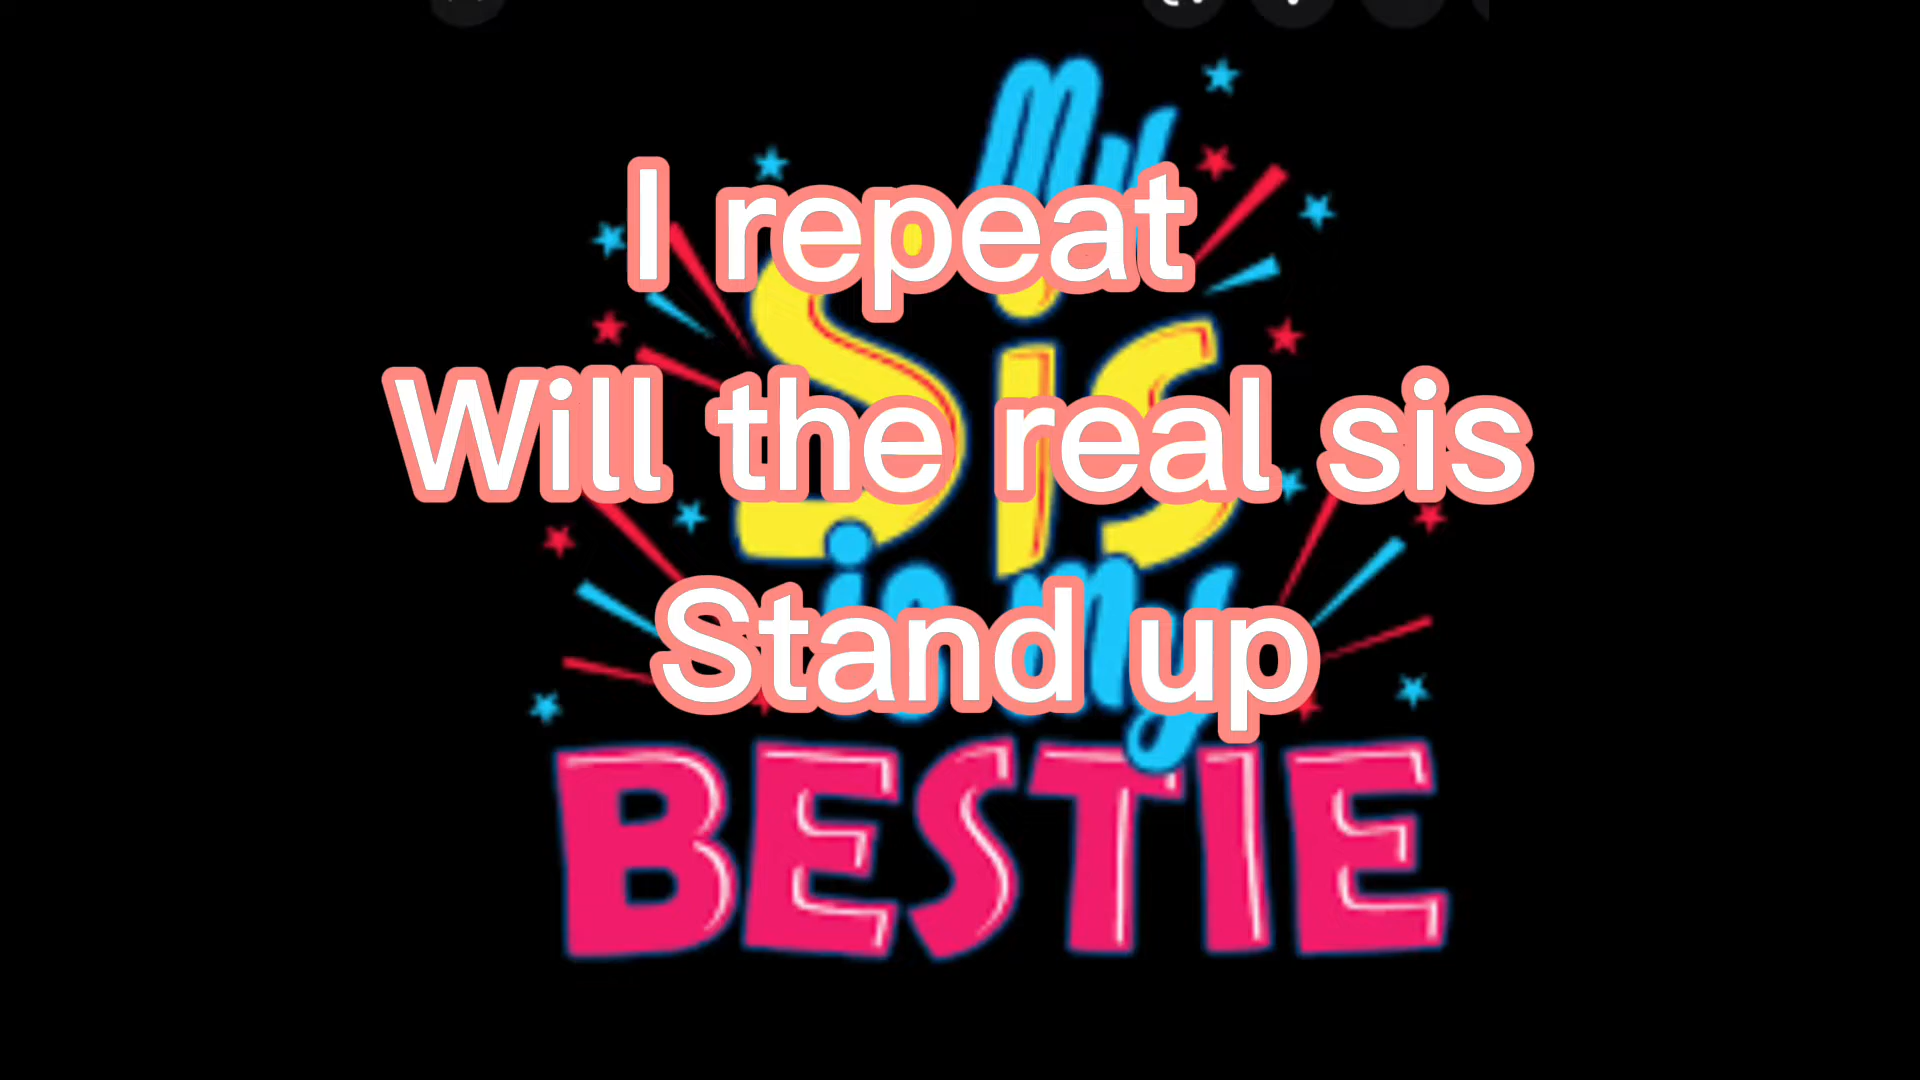 My
I repeat
Sis
Will the real sis
is my
Stand up
BESTIE